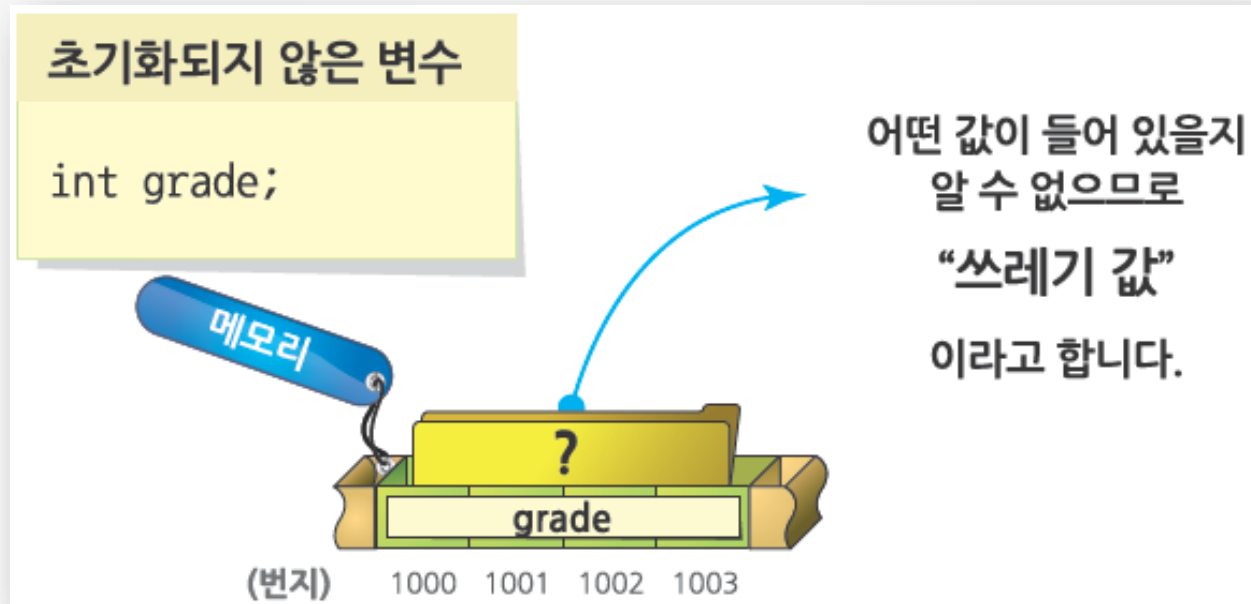 초기화되지 않은 변수
int grade;
어떤 값이 들어 있을지
알 수 없으므로
“쓰레기 값”
이라고 합니다.
메모리
?
grade
(번지) 1000 1001 1002 1003